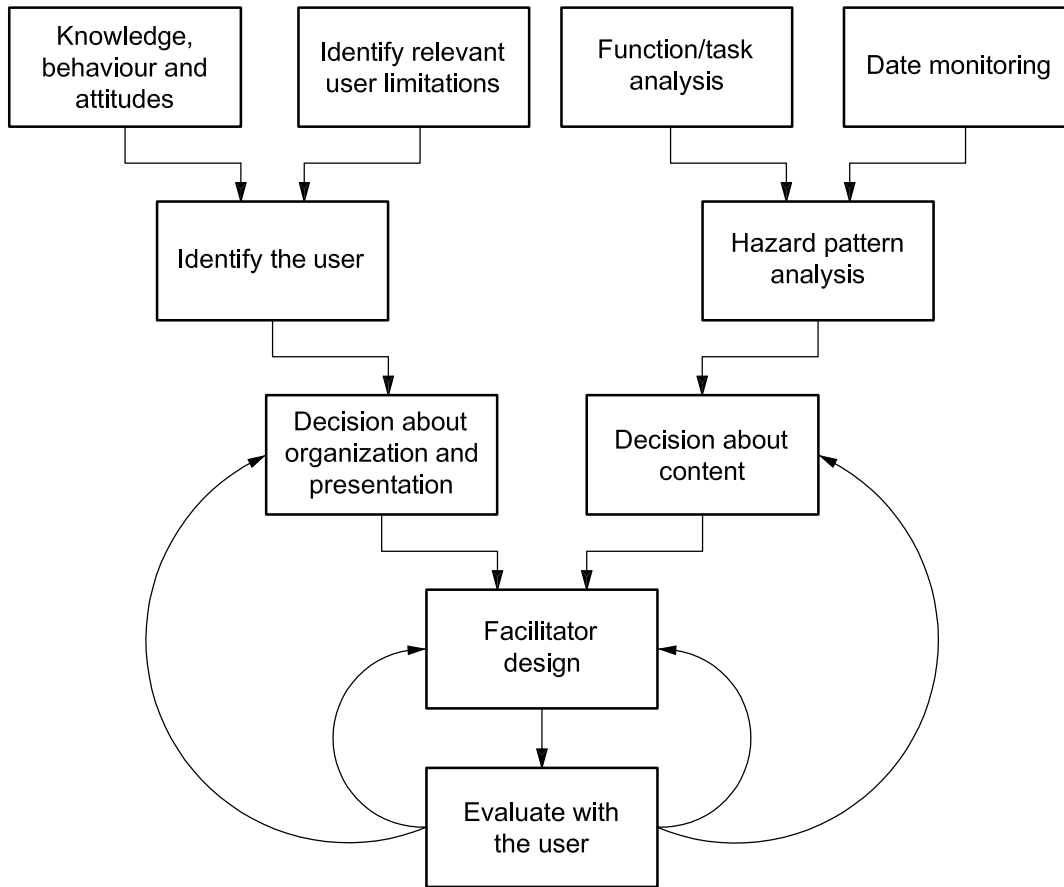 Knowledge,
behaviour and
attitudes
Identify relevant
user limitations
Function/task
analysis
Date monitoring
Identify the user
Hazard pattern
analysis
Decision about
organization and
presentation
Decision about
content
Facilitator
design
Evaluate with
the user